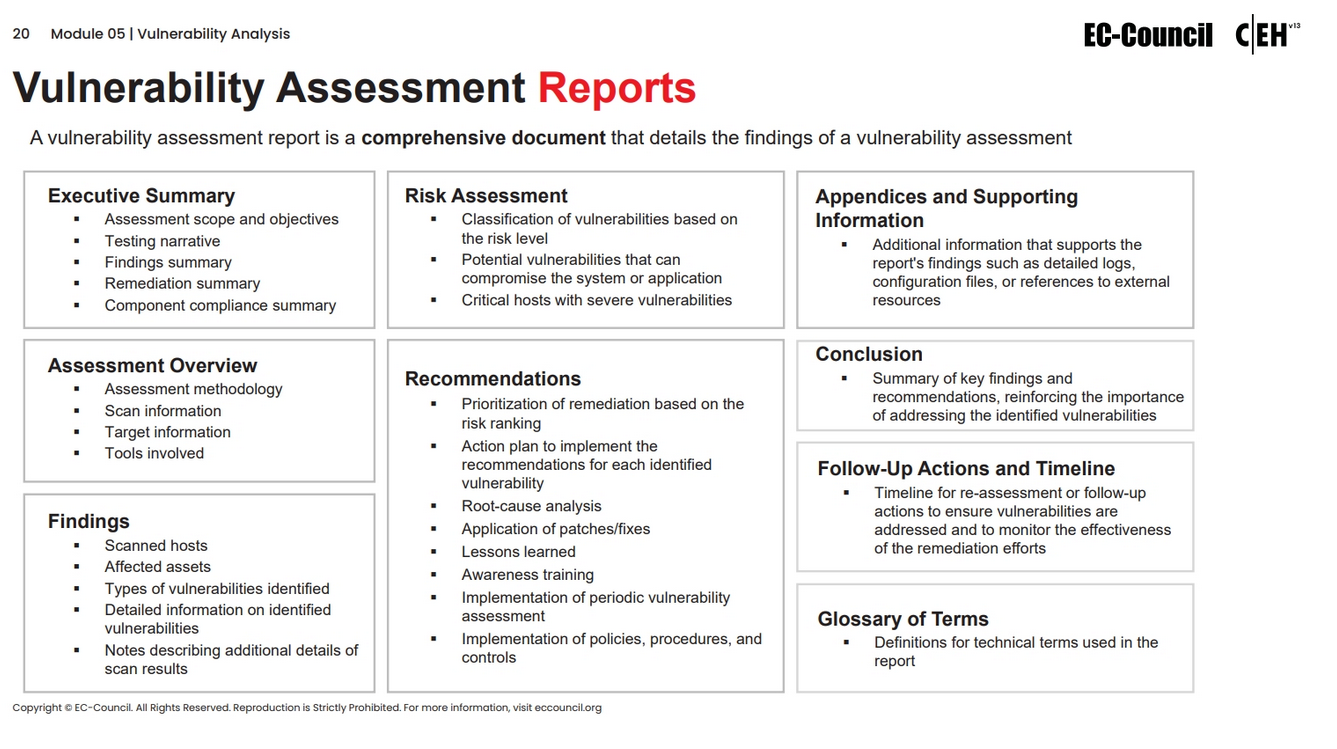 20 Module 05 | Vulnerability Analysis
EC-Council C|EH v13
Vulnerability Assessment Reports
A vulnerability assessment report is a comprehensive document that details the findings of a vulnerability assessment
Executive Summary
▪ Assessment scope and objectives
▪ Testing narrative
▪ Findings summary
▪ Remediation summary
▪ Component compliance summary
Assessment Overview
▪ Assessment methodology
▪ Scan information
▪ Target information
▪ Tools involved
Findings
▪ Scanned hosts
▪ Affected assets
▪ Types of vulnerabilities identified
▪ Detailed information on identified
vulnerabilities
▪ Notes describing additional details of
scan results
Risk Assessment
▪ Classification of vulnerabilities based on
the risk level
▪ Potential vulnerabilities that can
compromise the system or application
▪ Critical hosts with severe vulnerabilities
Recommendations
▪ Prioritization of remediation based on the
risk ranking
▪ Action plan to implement the
recommendations for each identified
vulnerability
▪ Root-cause analysis
▪ Application of patches/fixes
▪ Lessons learned
▪ Awareness training
▪ Implementation of periodic vulnerability
assessment
▪ Implementation of policies, procedures, and
controls
Appendices and Supporting
Information
▪ Additional information that supports the
report's findings such as detailed logs,
configuration files, or references to external
resources
Conclusion
▪ Summary of key findings and
recommendations, reinforcing the importance
of addressing the identified vulnerabilities
Follow-Up Actions and Timeline
▪ Timeline for re-assessment or follow-up
actions to ensure vulnerabilities are
addressed and to monitor the effectiveness
of the remediation efforts
Glossary of Terms
▪ Definitions for technical terms used in the
report
Copyright © EC-Council. All Rights Reserved. Reproduction is Strictly Prohibited. For more information, visit eccouncil.org